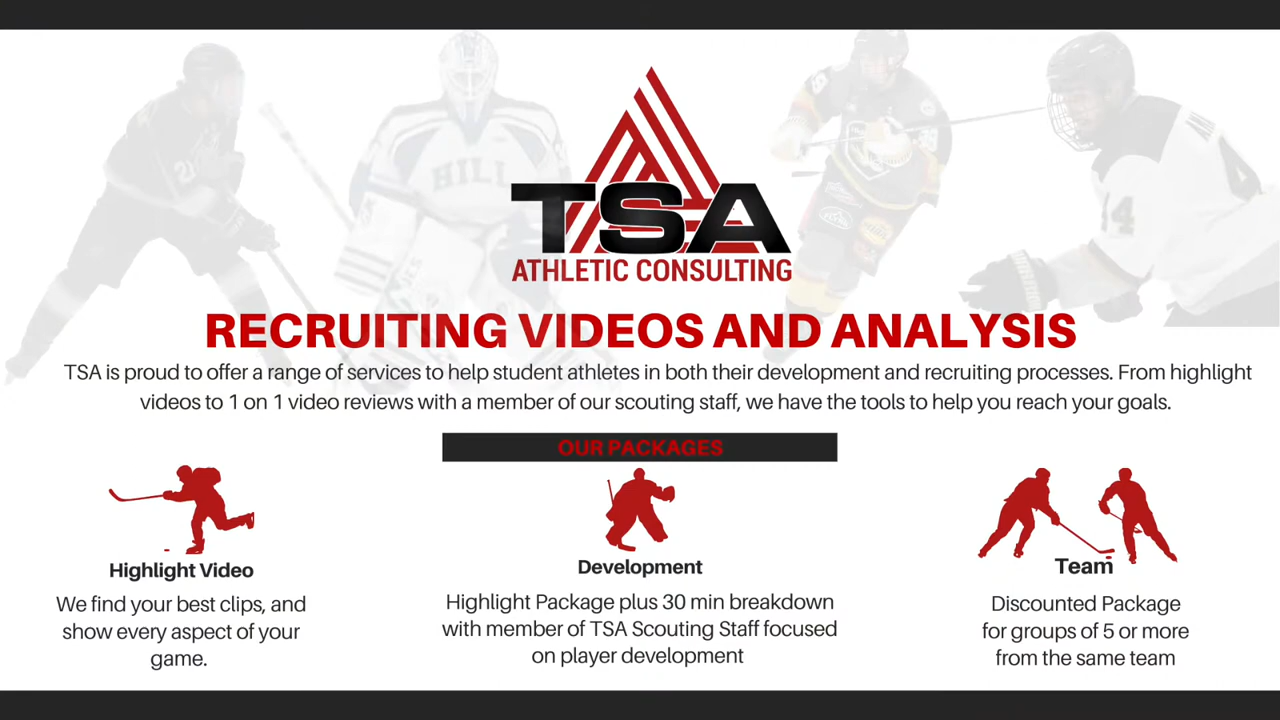 HILL
21
4
14
TSA
ATHLETIC CONSULTING
RECRUITING VIDEOS AND ANALYSIS
TSA is proud to offer a range of services to help student athletes in both their development and recruiting processes. From highlight
videos to 1 on 1 video reviews with a member of our scouting staff, we have the tools to help you reach your goals.
OUR PACKAGES
Highlight Video
We find your best clips, and
show every aspect of your
game.
Development
Highlight Package plus 30 min breakdown
with member of TSA Scouting Staff focused
on player development
Team
Discounted Package
for groups of 5 or more
from the same team